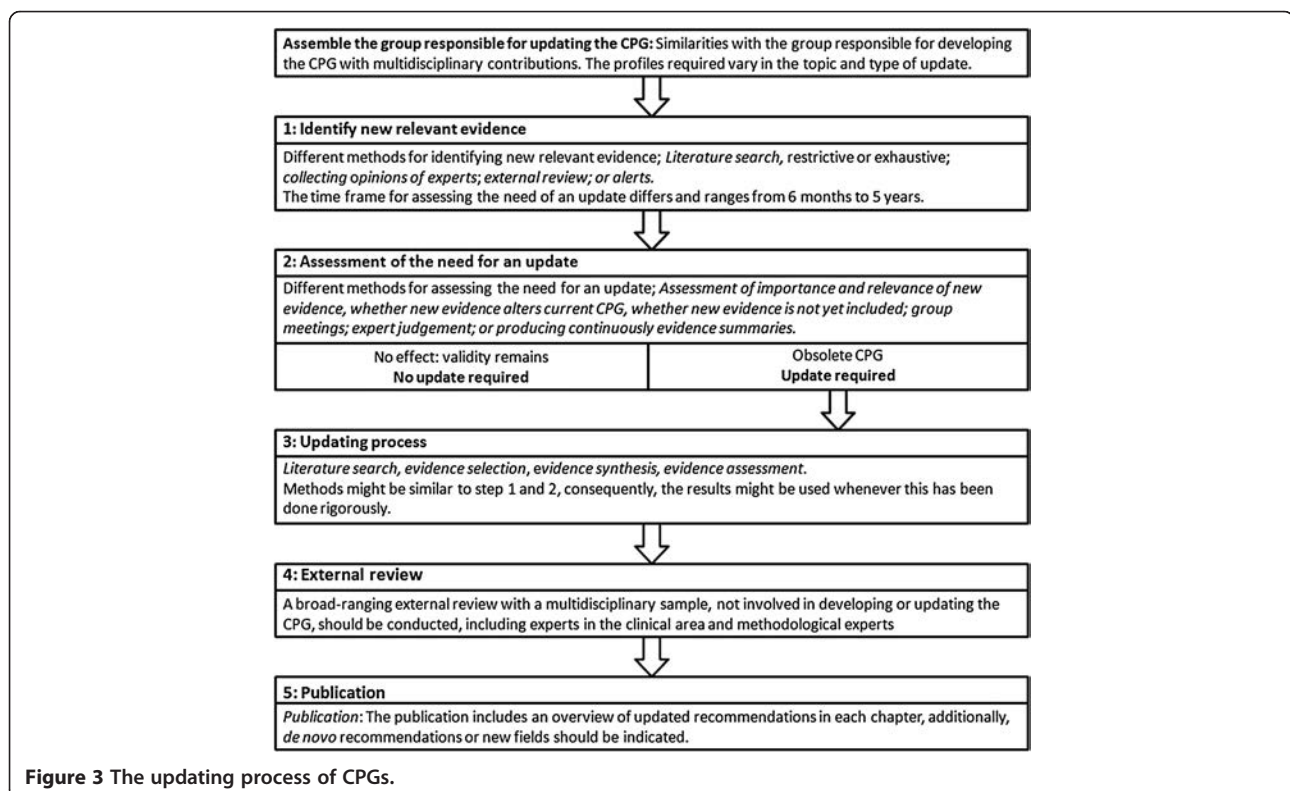 Assemble the group responsible for updating the CPG: Similarities with the group responsible for developing
the CPG with multidisciplinary contributions. The profiles required vary in the topic and type of update.
1: Identify new relevant evidence
Different methods for identifying new relevant evidence; Literature search, restrictive or exhaustive;
collecting opinions of experts; external review; or alerts.
The time frame for assessing the need of an update differs and ranges from 6 months to 5 years.
2: Assessment of the need for an update
Different methods for assessing the need for an update; Assessment of importance and relevance of new
evidence, whether new evidence alters current CPG, whether new evidence is not yet included; group
meetings; expert judgement; or producing continuously evidence summaries.
No effect: validity remains
No update required
Obsolete CPG
Update required
3: Updating process
Literature search, evidence selection, evidence synthesis, evidence assessment.
Methods might be similar to step 1 and 2, consequently, the results might be used whenever this has been
done rigorously.
4: External review
A broad-ranging external review with a multidisciplinary sample, not involved in developing or updating the
CPG, should be conducted, including experts in the clinical area and methodological experts
5: Publication
Publication: The publication includes an overview of updated recommendations in each chapter, additionally,
de novo recommendations or new fields should be indicated.
Figure 3 The updating process of CPGs.